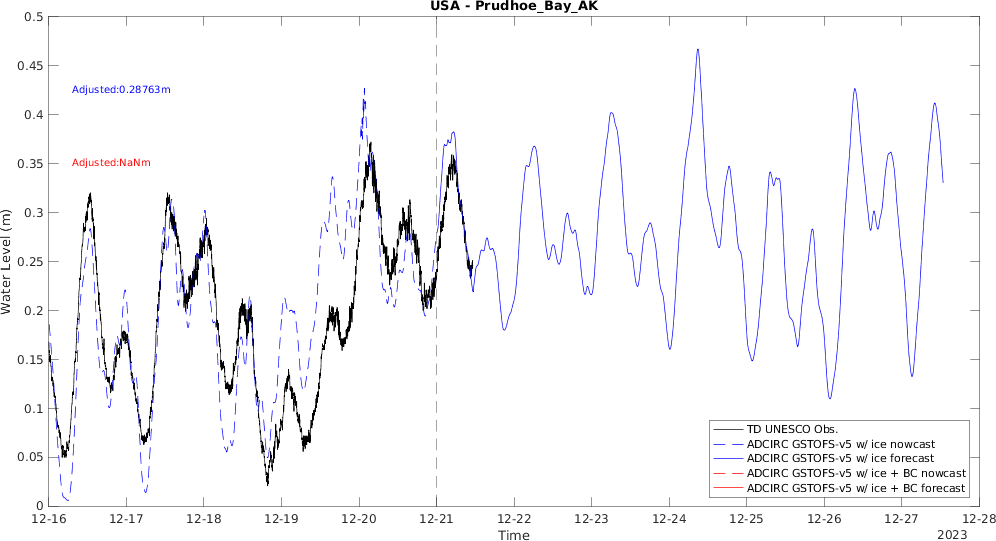 USA - Prudhoe_Bay_AK
0.5
0.45
Adjusted:0.28763m
0.4
0.35
Adjusted:NaNm
0.3
0.25
0.2
0.15
0.1
0.05
0
Water Level (m)
TD UNESCO Obs.
ADCIRC GSTOFS-v5 w/ ice nowcast
ADCIRC GSTOFS-v5 w/ ice forecast
ADCIRC GSTOFS-v5 w/ ice + BC nowcast
ADCIRC GSTOFS-v5 w/ ice + BC forecast
12-16 12-17 12-18 12-19 12-20 12-21 12-22 12-23 12-24 12-25 12-26 12-27 12-28
Time
2023